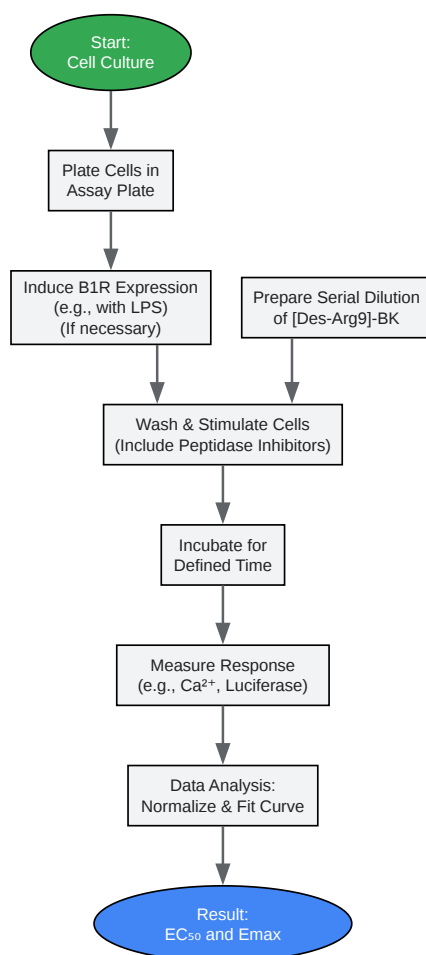 Start:
Cell Culture
Plate Cells in
Assay Plate
Induce B1R Expression
(e.g., with LPS)
(If necessary)
Prepare Serial Dilution
of [Des-Arg9]-BK
Wash & Stimulate Cells
(Include Peptidase Inhibitors)
Incubate for
Defined Time
Measure Response
(e.g., Ca²⁺, Luciferase)
Data Analysis:
Normalize & Fit Curve
Result:
EC₅₀ and Emax